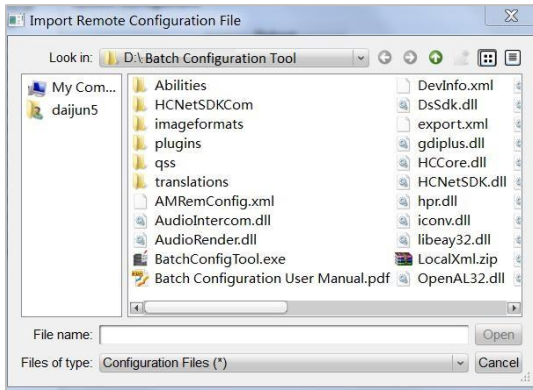 Import Remote Configuration File
Look in: D:\Batch Configuration Tool
My Com...
daijun5
Abilities
HCNetSDKCom
imageformats
plugins
qss
translations
AMRemConfig.xml
AudioIntercom.dll
AudioRender.dll
BatchConfigTool.exe
Batch Configuration User Manual.pdf
DevInfo.xml
DsSdk.dll
export.xml
gdiplus.dll
HCCore.dll
HCNetSDK.dll
hpr.dll
iconv.dll
libeay32.dll
LocalXml.zip
OpenAL32.dll
File name: Open
Files of type: Configuration Files (*) Cancel